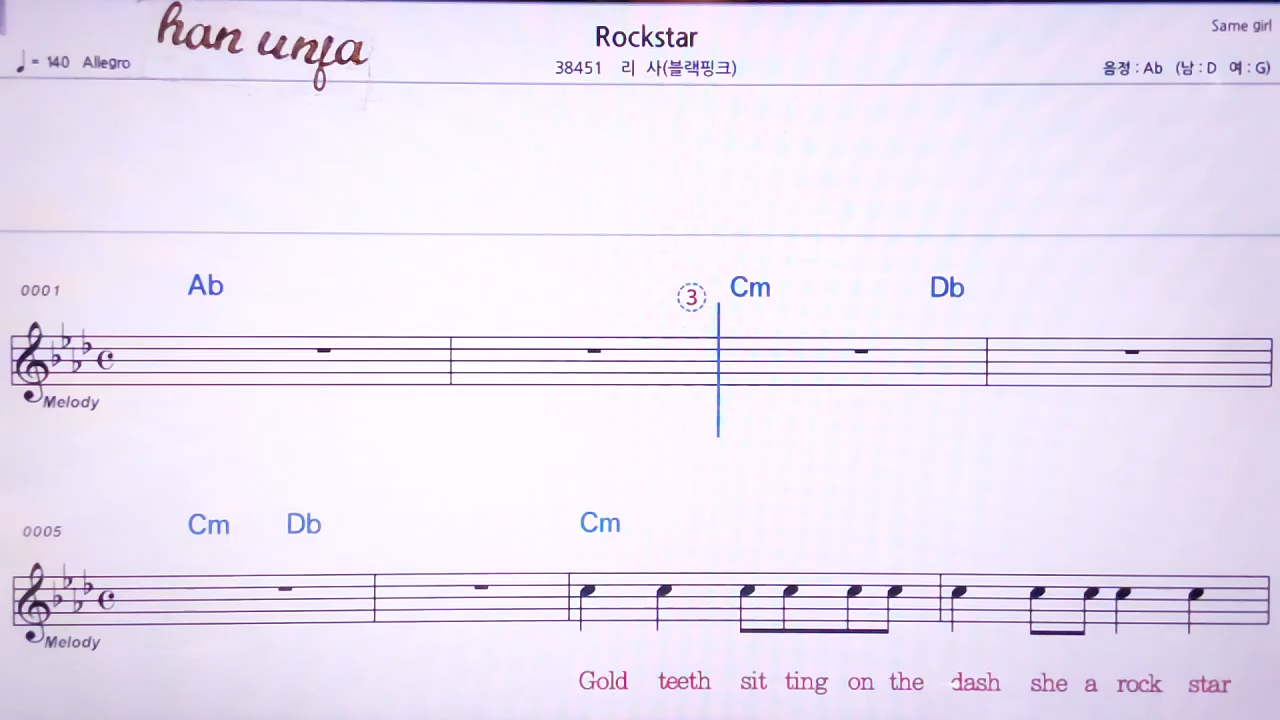 han unfa
Rockstar
Same girl
♩ = 140 Allegro
38451 리 사(블랙핑크)
음정 : Ab (남 : D 여 : G)
0001 Ab ③ Cm Db
Melody
0005 Cm Db Cm
Melody
Gold teeth sit ting on the dash she a rock star